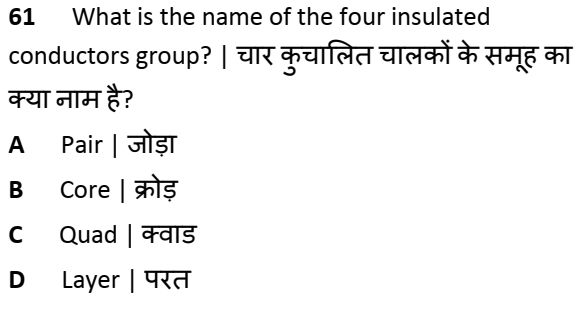 61 What is the name of the four insulated
conductors group? | चार कुचालित चालकों के समूह का
क्या नाम है?
A Pair | जोड़ा
B Core | क्रोड़
C Quad | क्वाड
D Layer | परत